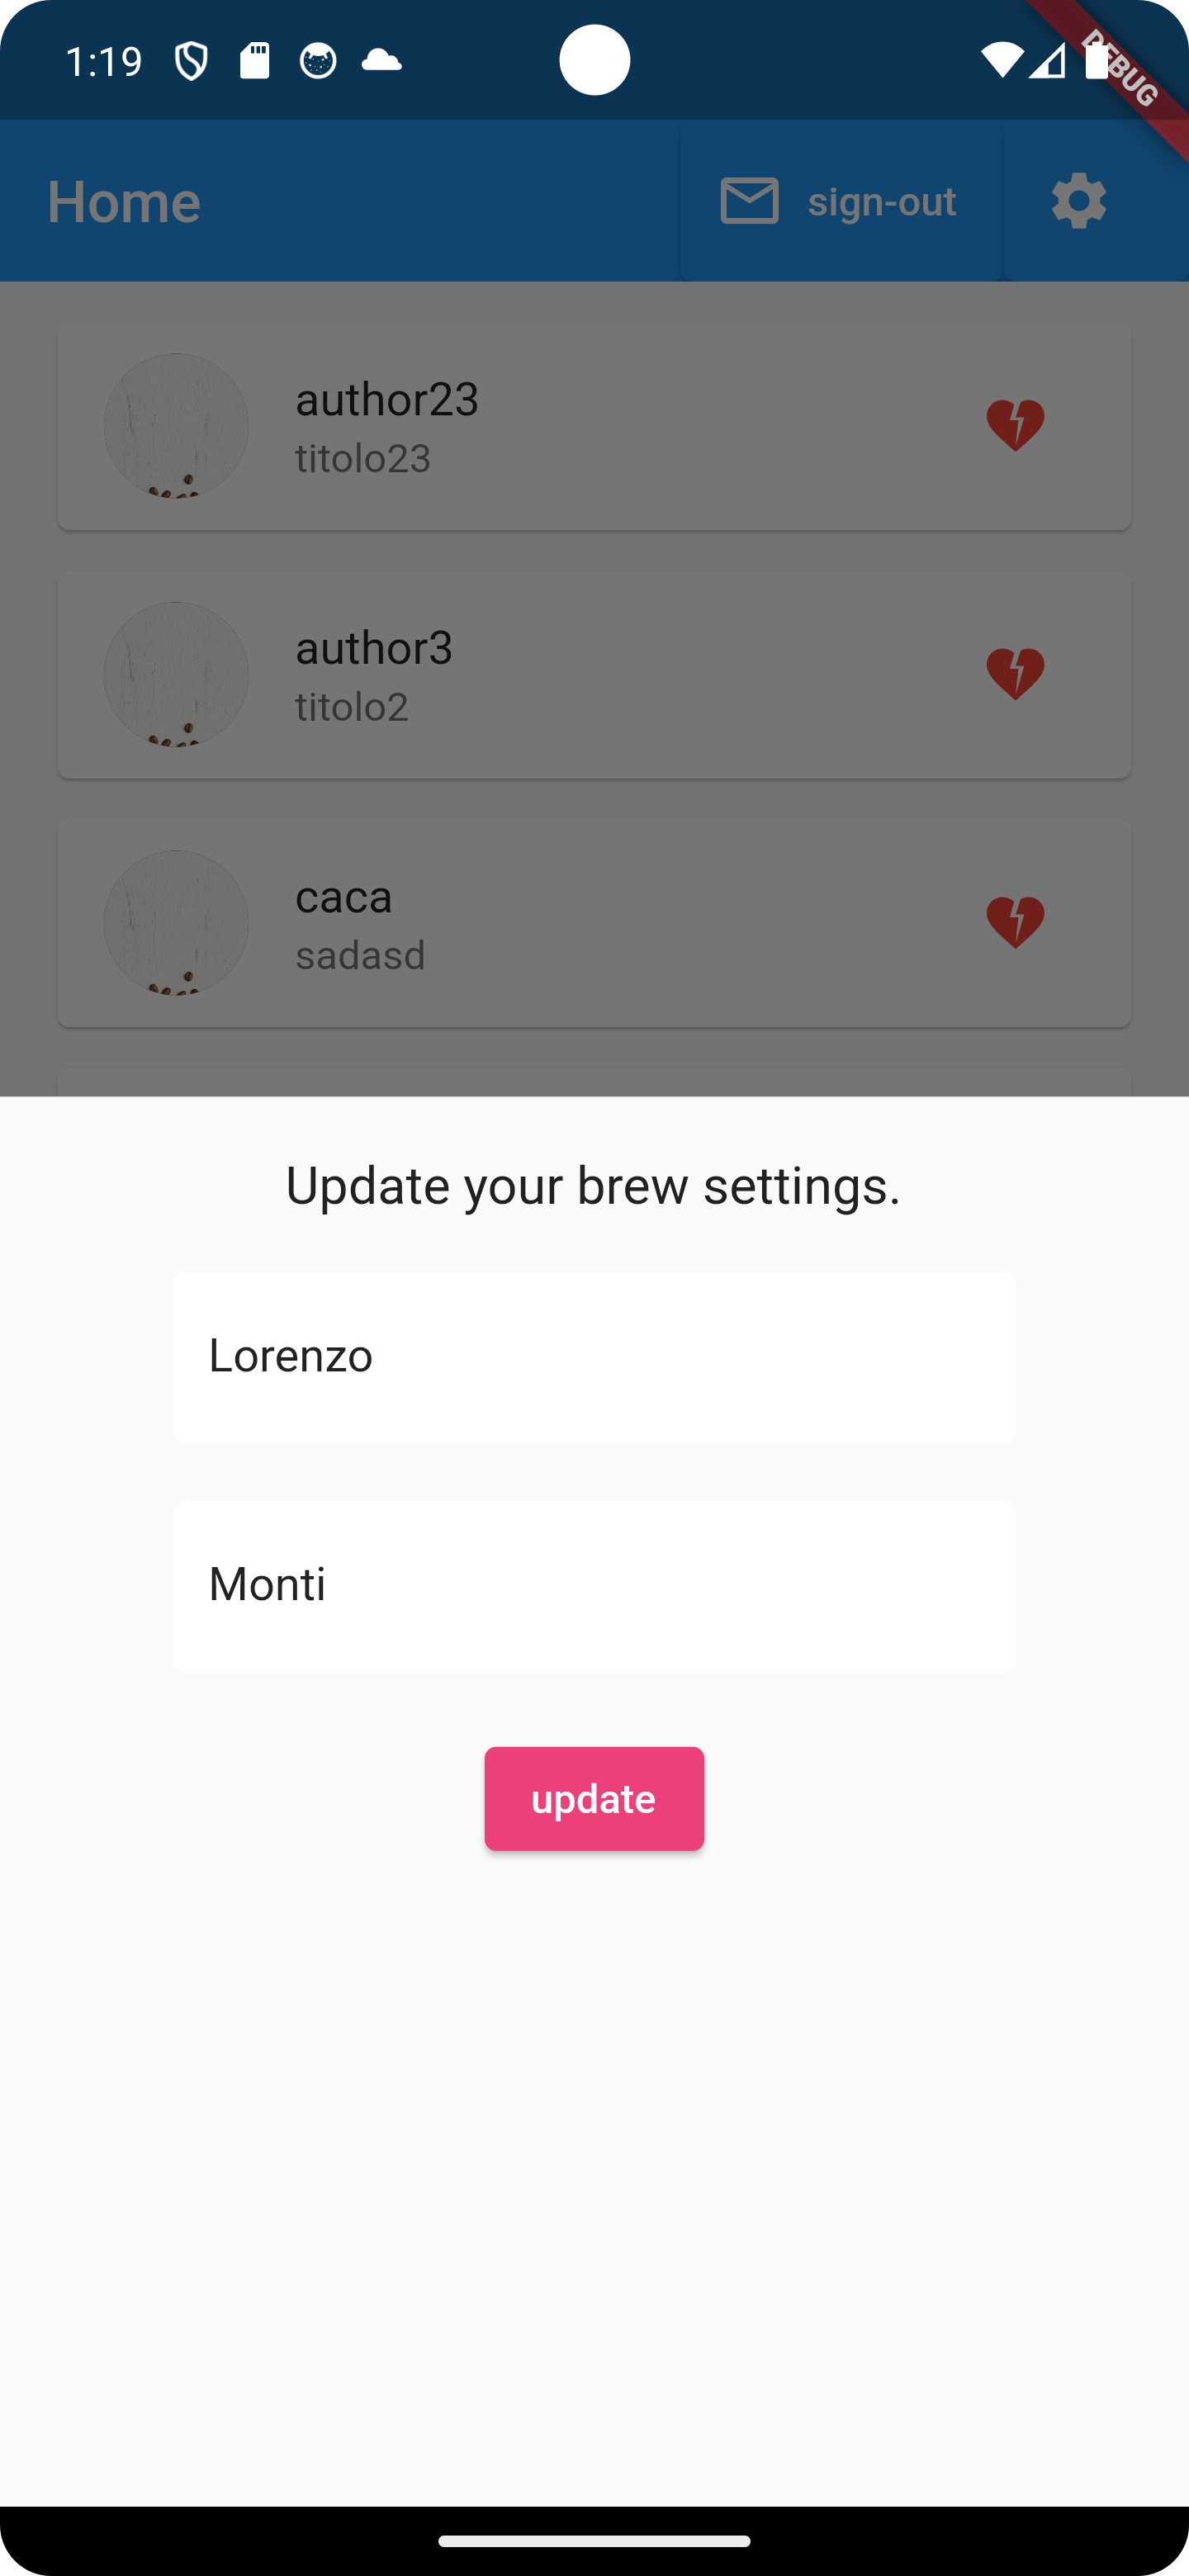 1:19
DEBUG
Home
sign-out
author23
titolo23
author3
titolo2
caca
sadasd
Update your brew settings.
Lorenzo
Monti
update